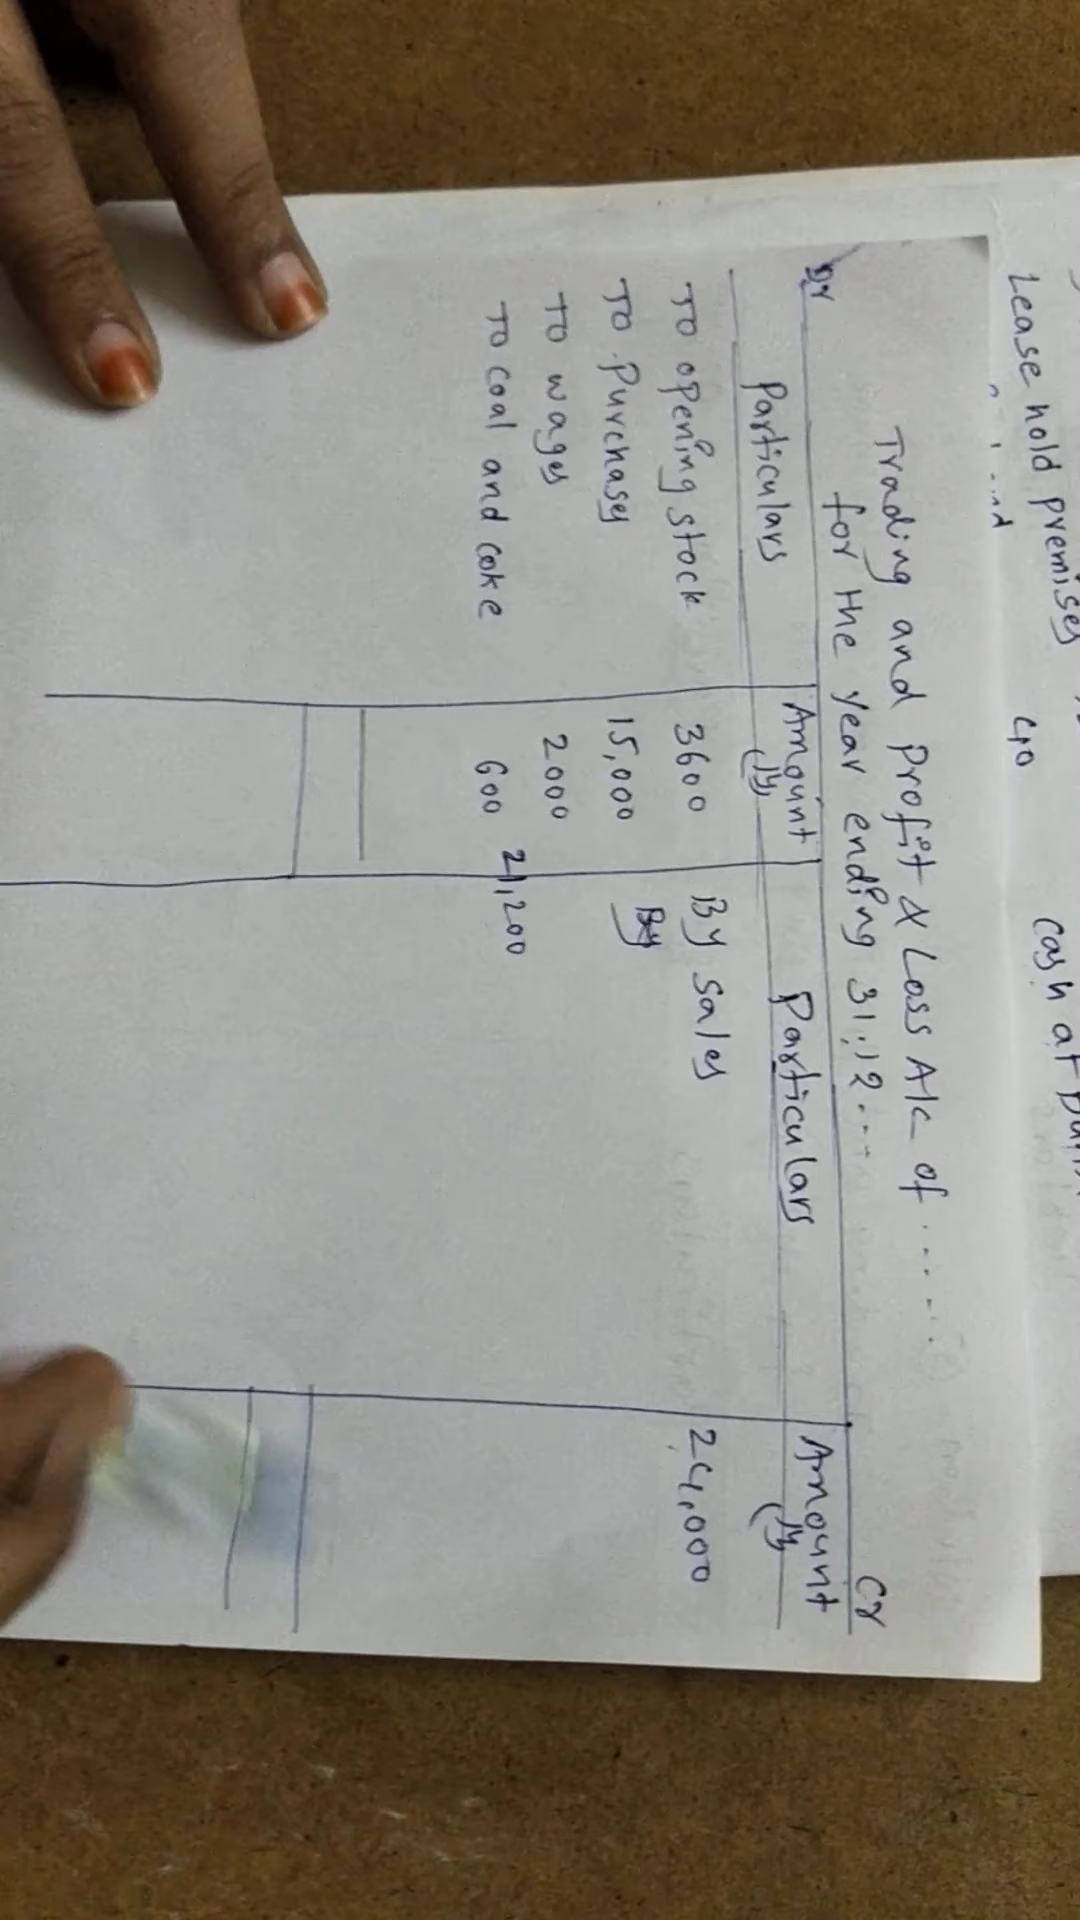 Lease hold premises
40
cash at
Trading and profit & Loss A/c of ......
for the year ending 31.12....
Dr
Cr
Particulars Amount Particulars Amount
To opening stock 3600 By sales 24,000
To purchases 15,000 By
To wages 2000
To coal and coke 600
21,200